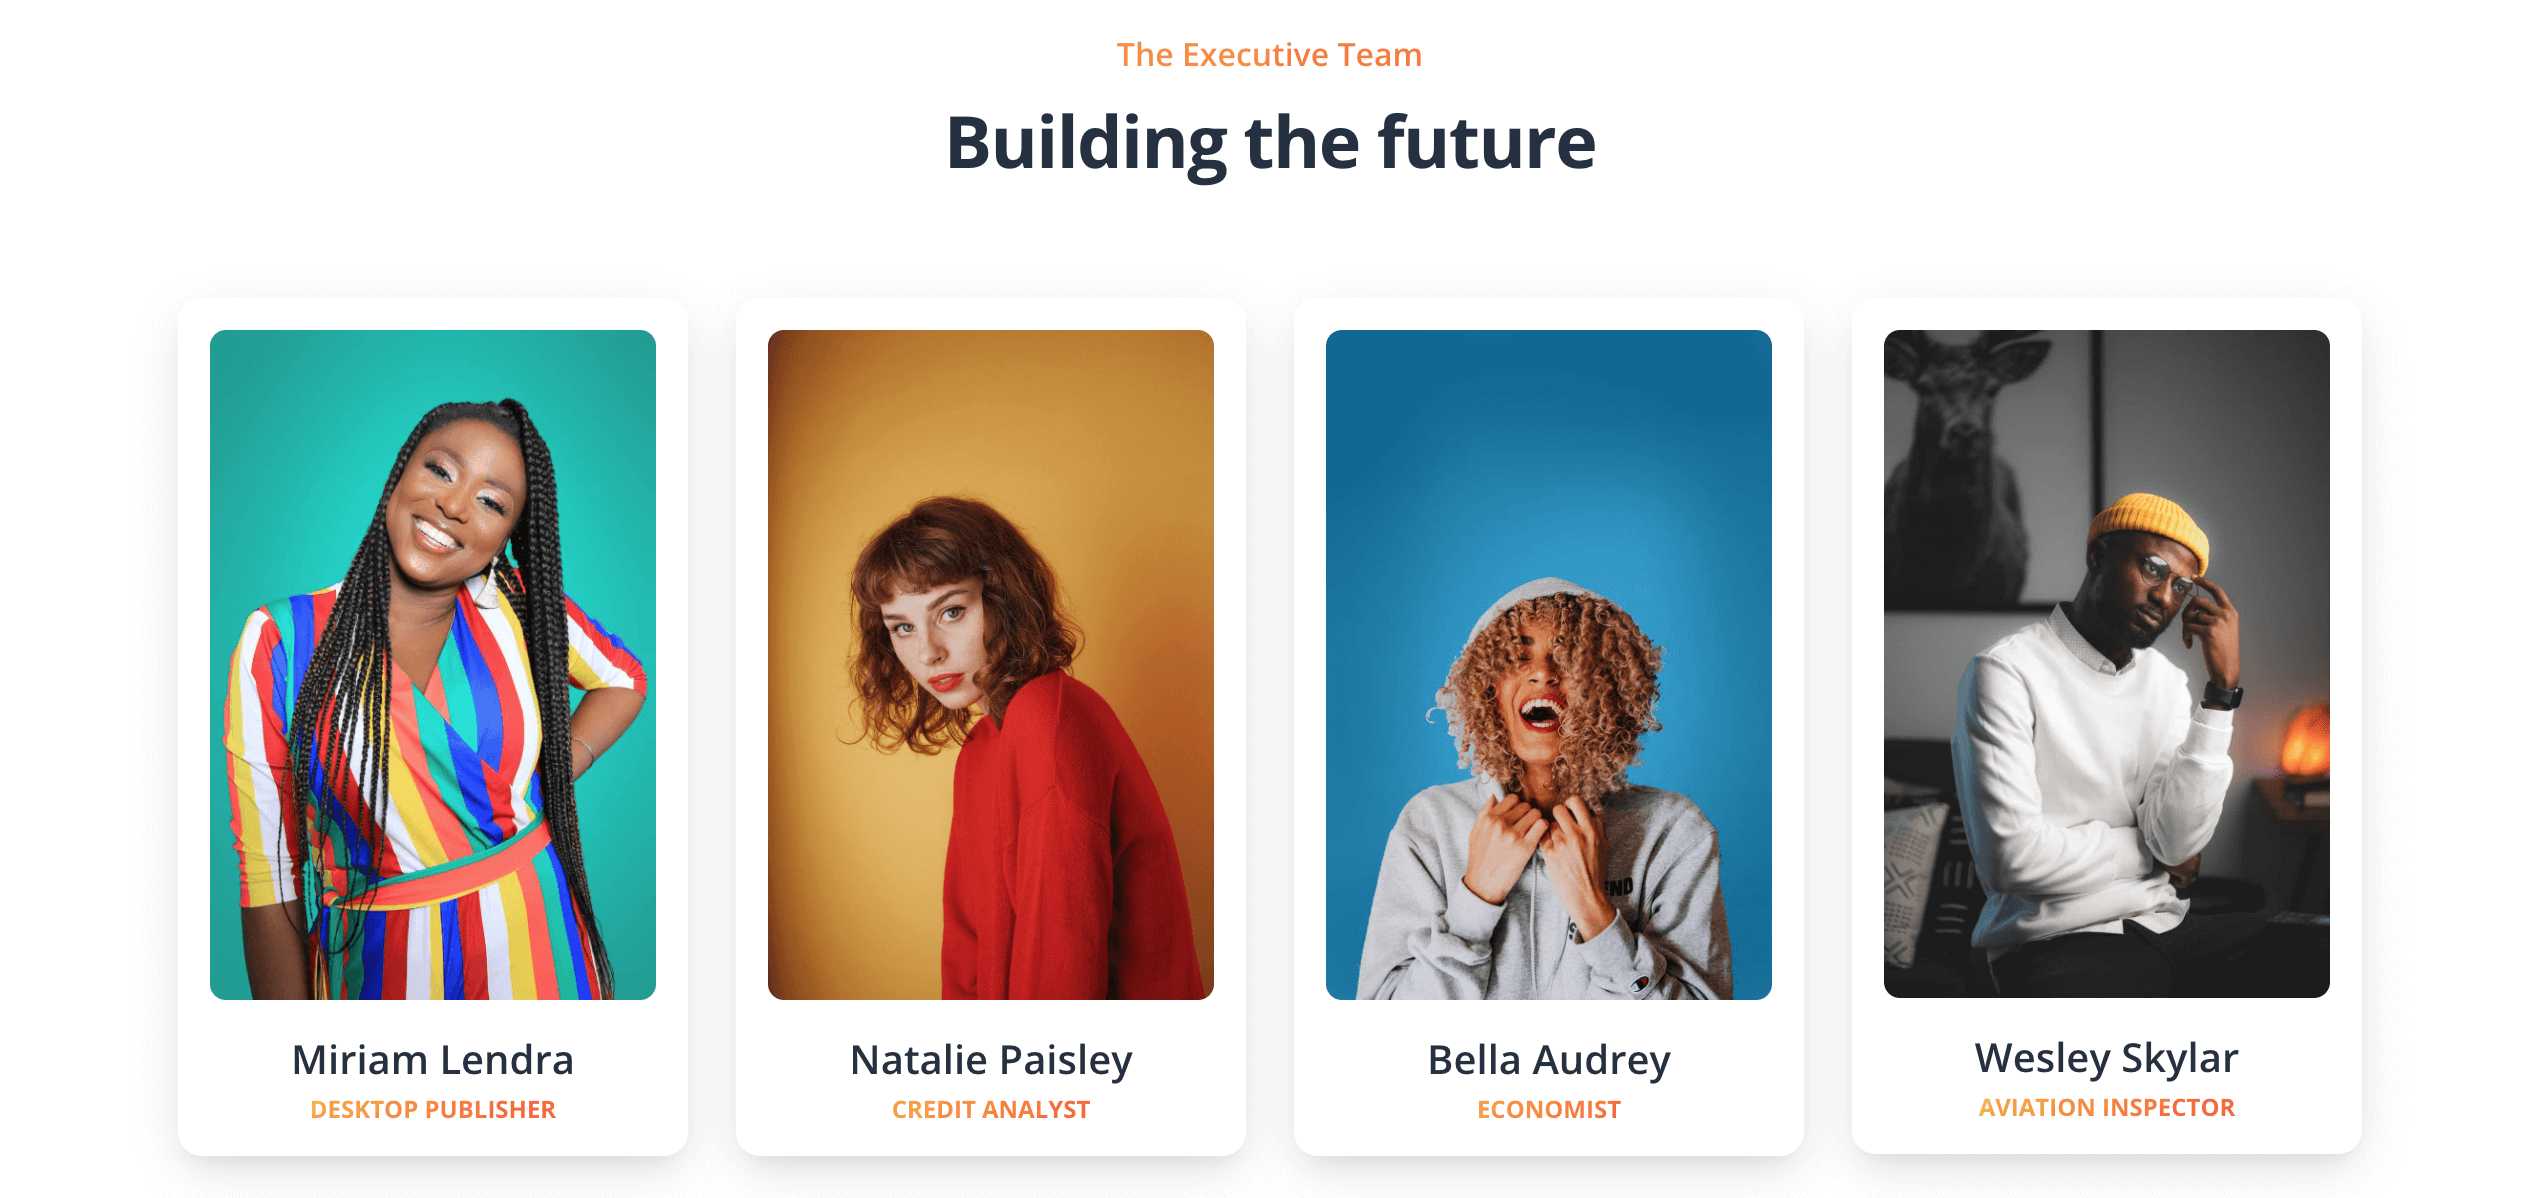 The Executive Team
Building the future
Miriam Lendra
DESKTOP PUBLISHER
Natalie Paisley
CREDIT ANALYST
Bella Audrey
ECONOMIST
Wesley Skylar
AVIATION INSPECTOR